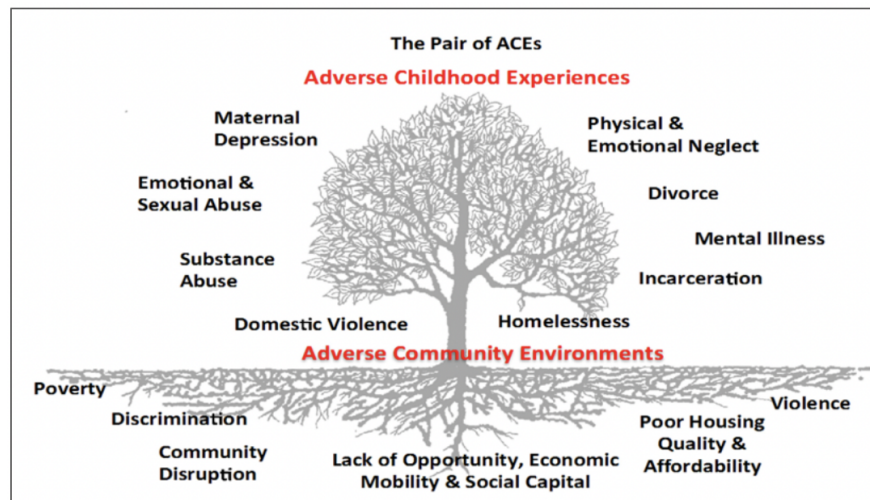 The Pair of ACEs
Adverse Childhood Experiences
Maternal
Depression
Physical &
Emotional Neglect
Emotional &
Sexual Abuse
Divorce
Mental Illness
Substance
Abuse
Incarceration
Domestic Violence
Homelessness
Adverse Community Environments
Poverty
Discrimination
Community
Disruption
Lack of Opportunity, Economic
Mobility & Social Capital
Poor Housing
Quality &
Affordability
Violence